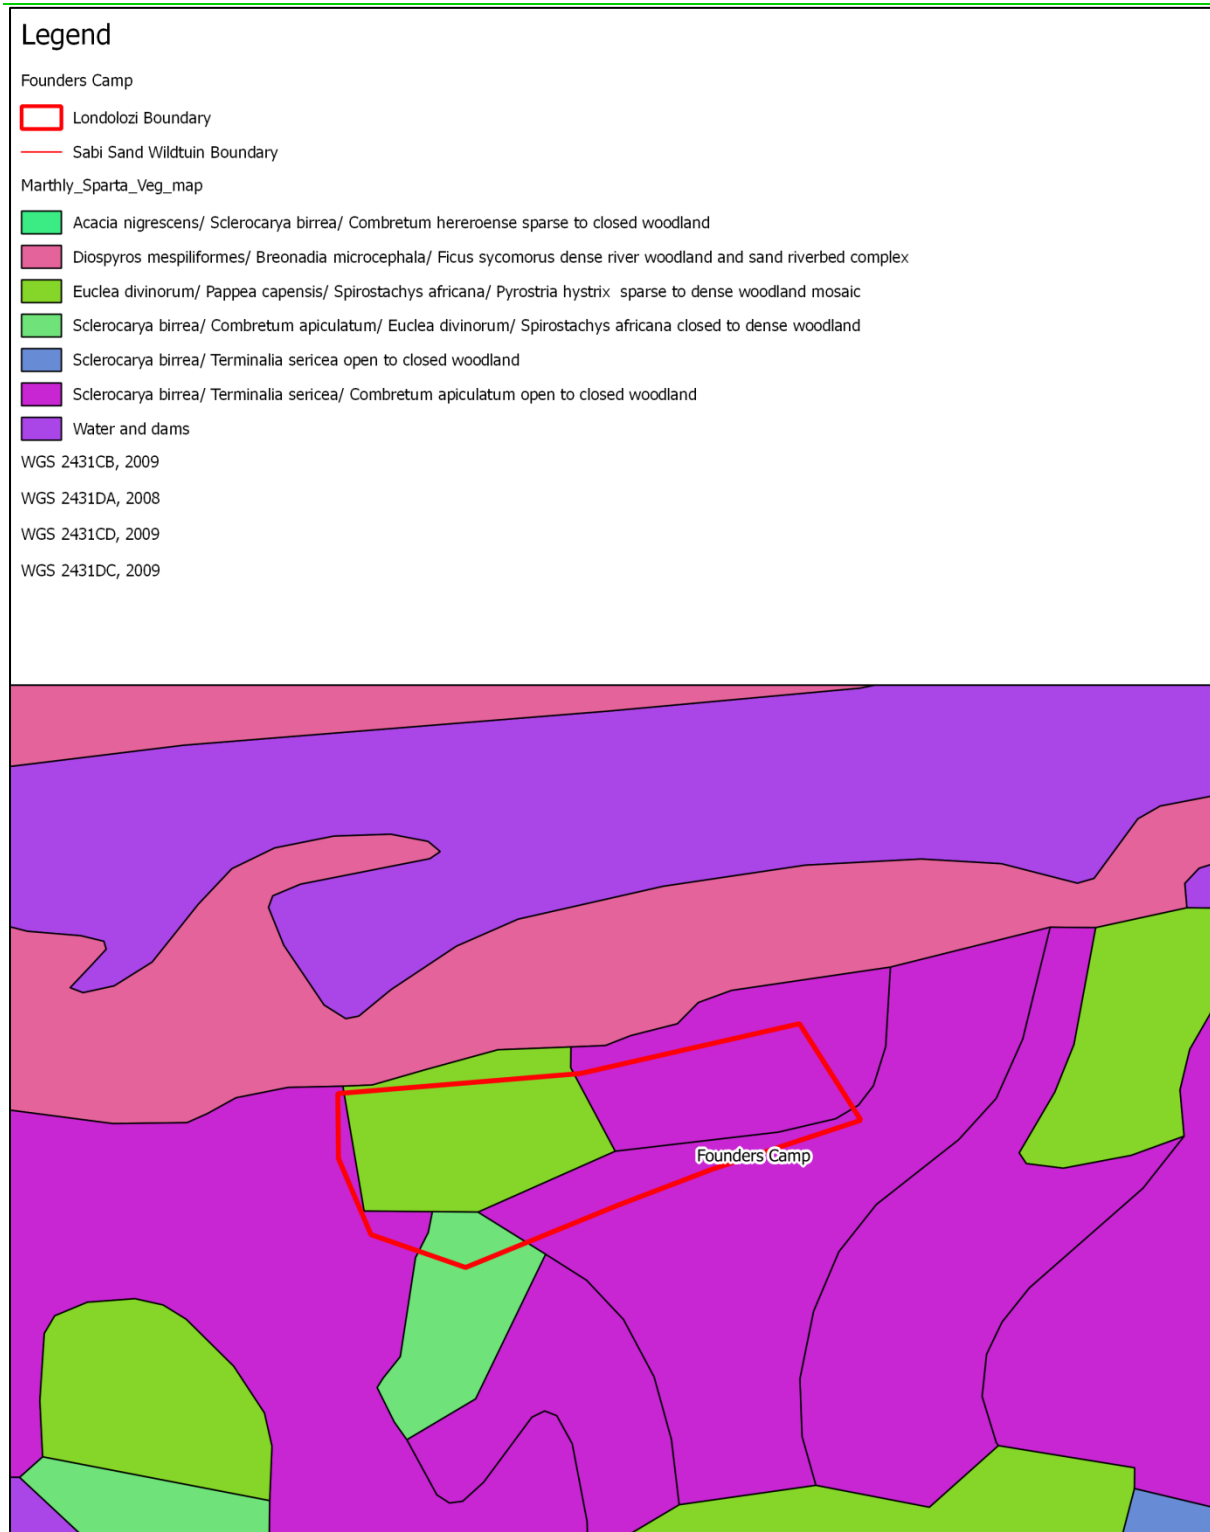 Legend
Founders Camp
Londolozi Boundary
Sabi Sand Wildtuin Boundary
Marthly_Sparta_Veg_map
Acacia nigrescens/ Sclerocarya birrea/ Combretum hereroense sparse to closed woodland
Diospyros mespiliformes/ Breonadia microcephala/ Ficus sycomorus dense river woodland and sand riverbed complex
Euclea divinorum/ Pappea capensis/ Spirostachys africana/ Pyrostria hystrix  sparse to dense woodland mosaic
Sclerocarya birrea/ Combretum apiculatum/ Euclea divinorum/ Spirostachys africana closed to dense woodland
Sclerocarya birrea/ Terminalia sericea open to closed woodland
Sclerocarya birrea/ Terminalia sericea/ Combretum apiculatum open to closed woodland
Water and dams
WGS 2431CB, 2009
WGS 2431DA, 2008
WGS 2431CD, 2009
WGS 2431DC, 2009
Founders Camp